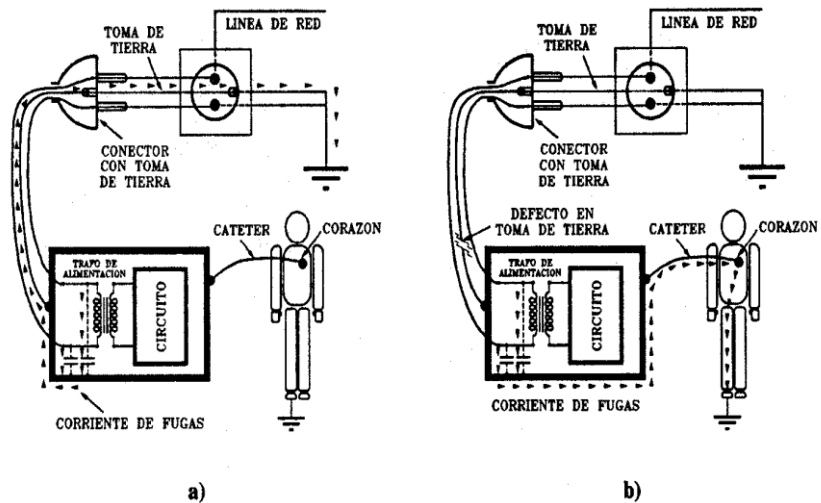 LINEA DE RED
TOMA DE
TIERRA
CONECTOR
CON TOMA
DE TIERRA
CATETER
CORAZON
TRAFO DE
ALIMENTACION
CIRCUITO
CORRIENTE DE FUGAS
a)
LINEA DE RED
TOMA DE
TIERRA
CONECTOR
CON TOMA
DE TIERRA
DEFECTO EN
TOMA DE TIERRA
CATETER
CORAZON
TRAFO DE
ALIMENTACION
CIRCUITO
CORRIENTE DE FUGAS
b)